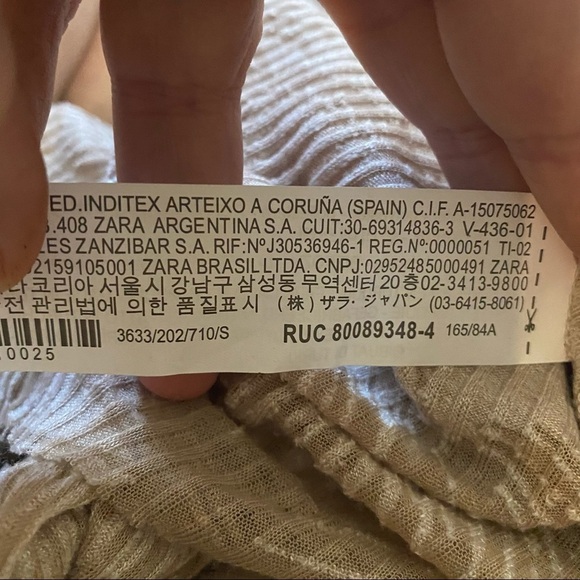 ED.INDITEX ARTEIXO A CORUÑA (SPAIN) C.I.F. A-15075062
.408 ZARA ARGENTINA S.A. CUIT:30-69314836-3 V-436-01
ES ZANZIBAR S.A. RIF:NºJ30536946-1 REG.Nº:0000051 TI-02
02159105001 ZARA BRASIL LTDA. CNPJ:02952485000491 ZARA
라코리아 서울시 강남구 삼성동 무역센터 20층 02-3413-9800
전 관리법에 의한 품질표시 (株) ザラ・ジャパン (03-6415-8061)
3633/202/710/S RUC 80089348-4 165/84A
0025